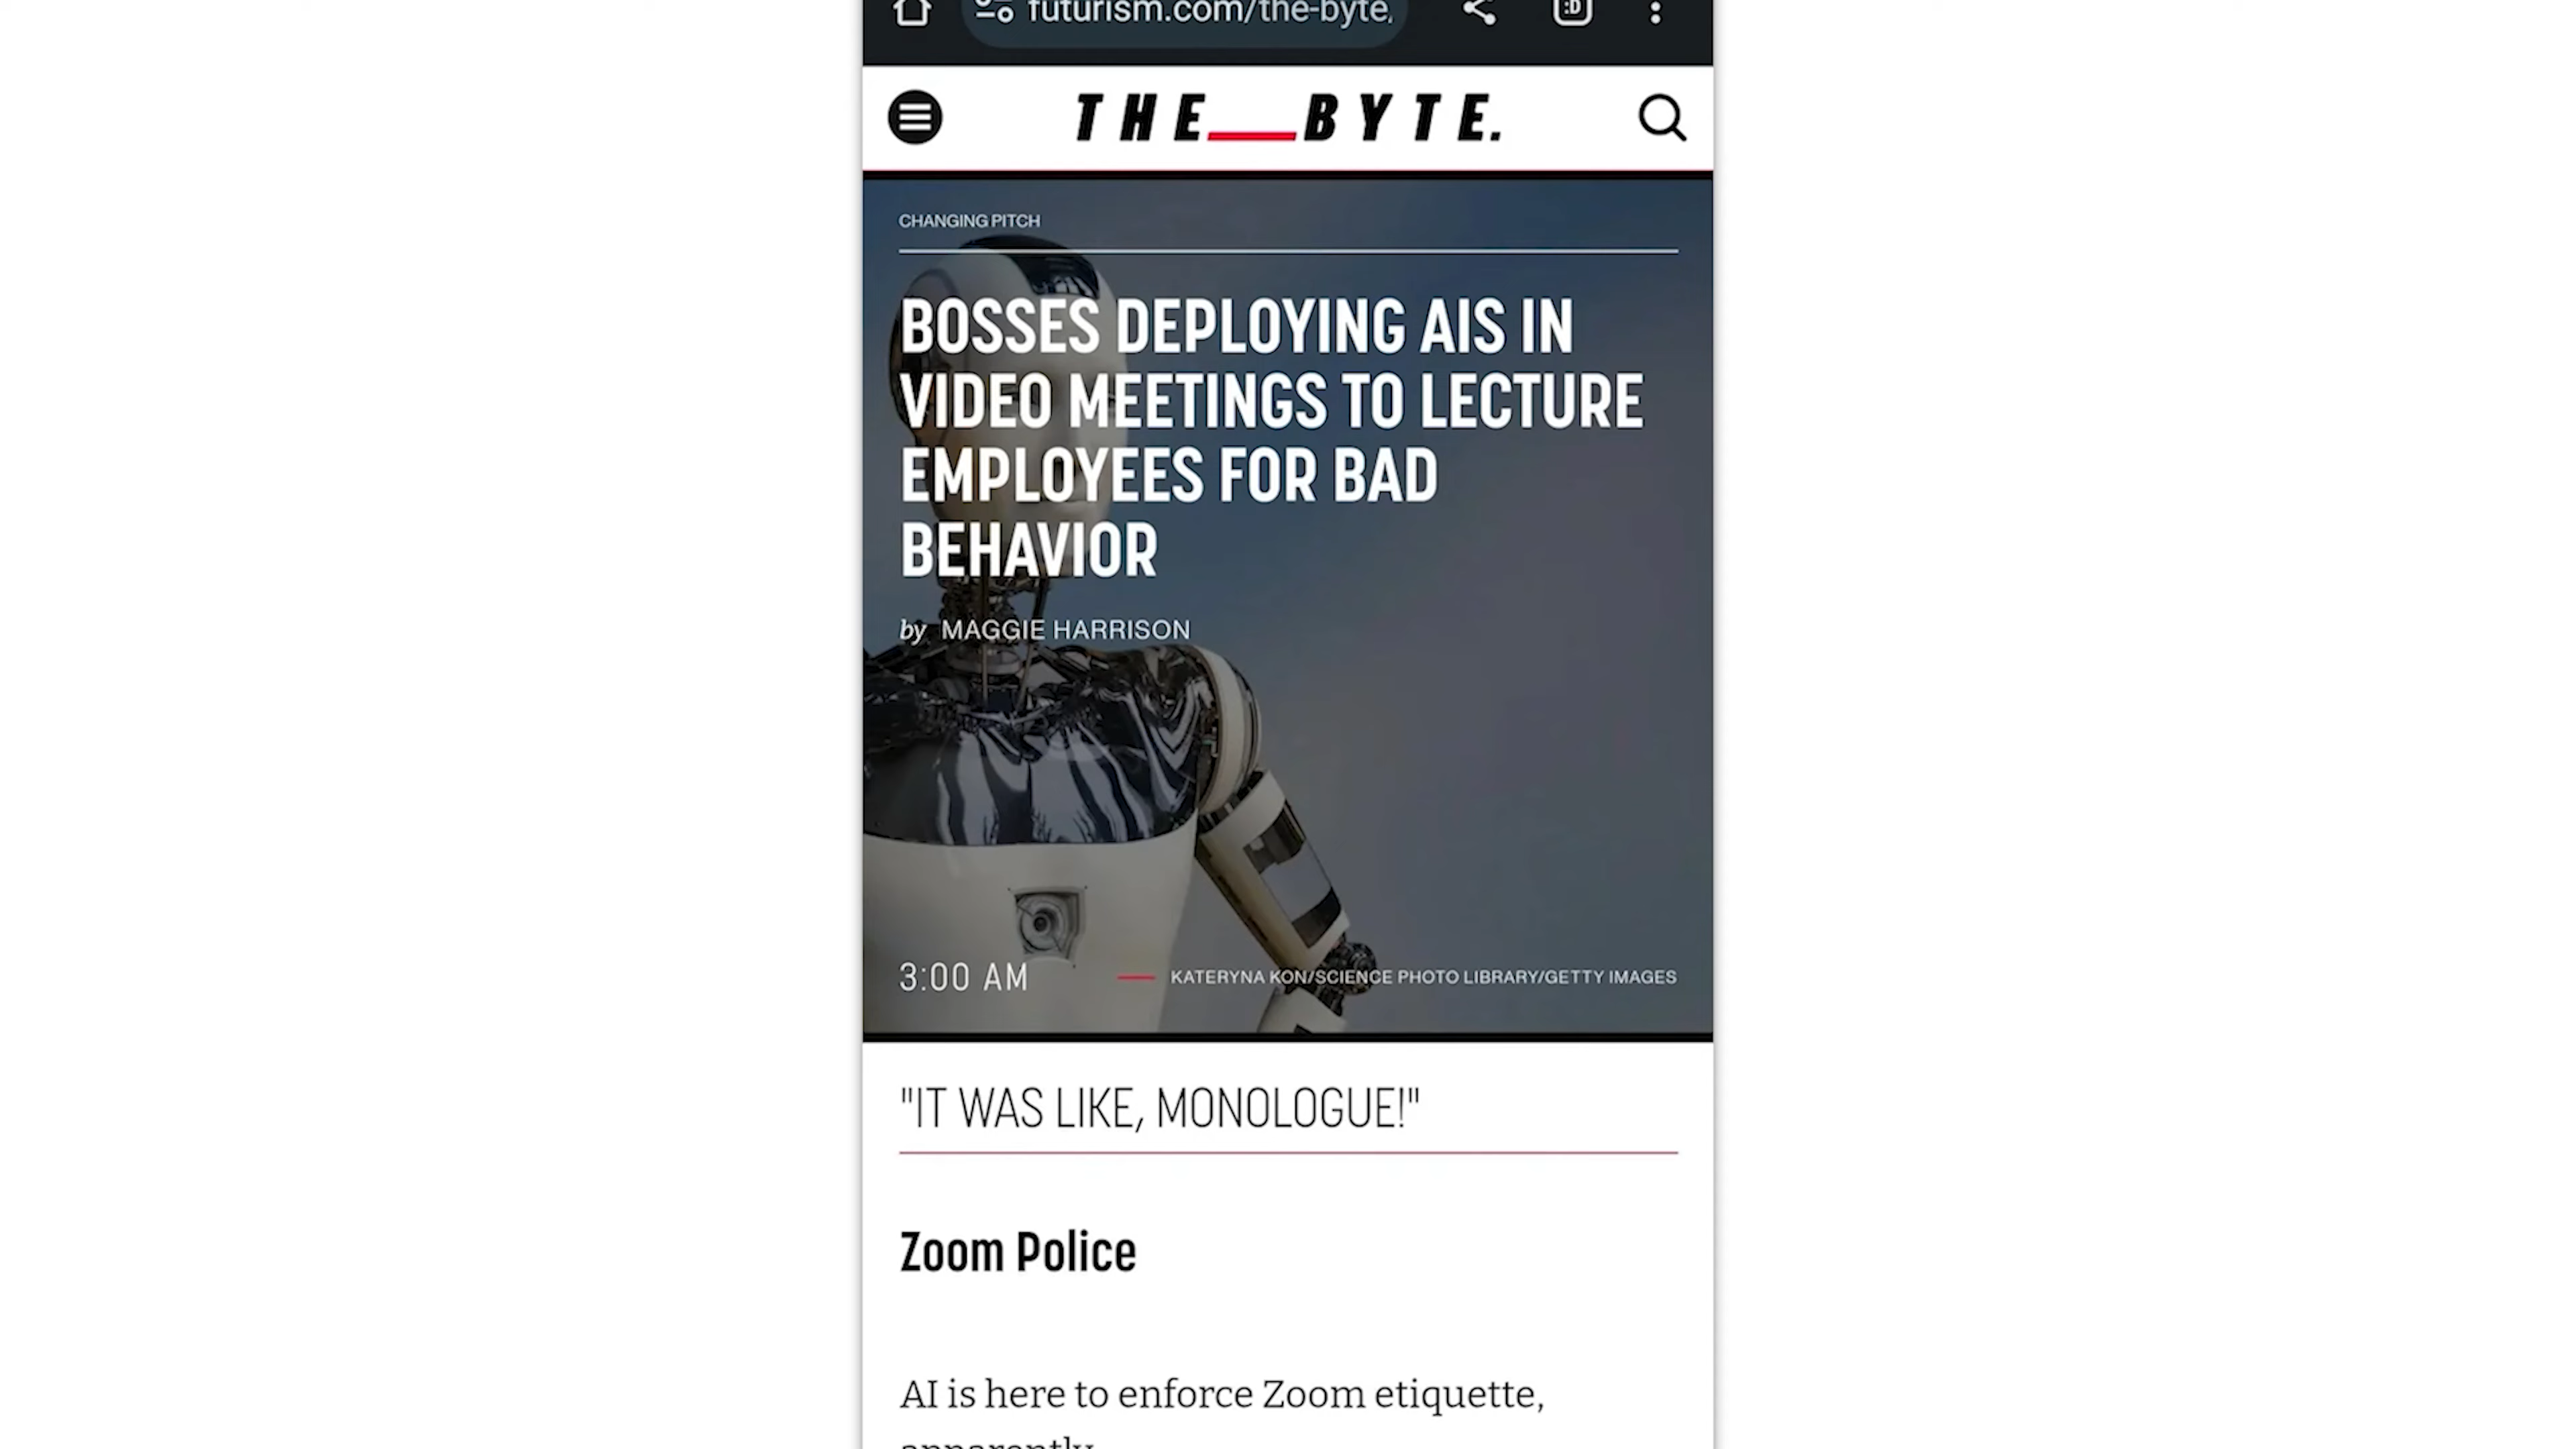 futurism.com/the-byte
:D
THE__BYTE.
CHANGING PITCH
BOSSES DEPLOYING AIS IN
VIDEO MEETINGS TO LECTURE
EMPLOYEES FOR BAD
BEHAVIOR
by MAGGIE HARRISON
3:00 AM
KATERYNA KON/SCIENCE PHOTO LIBRARY/GETTY IMAGES
"IT WAS LIKE, MONOLOGUE!"
Zoom Police
AI is here to enforce Zoom etiquette,
apparently